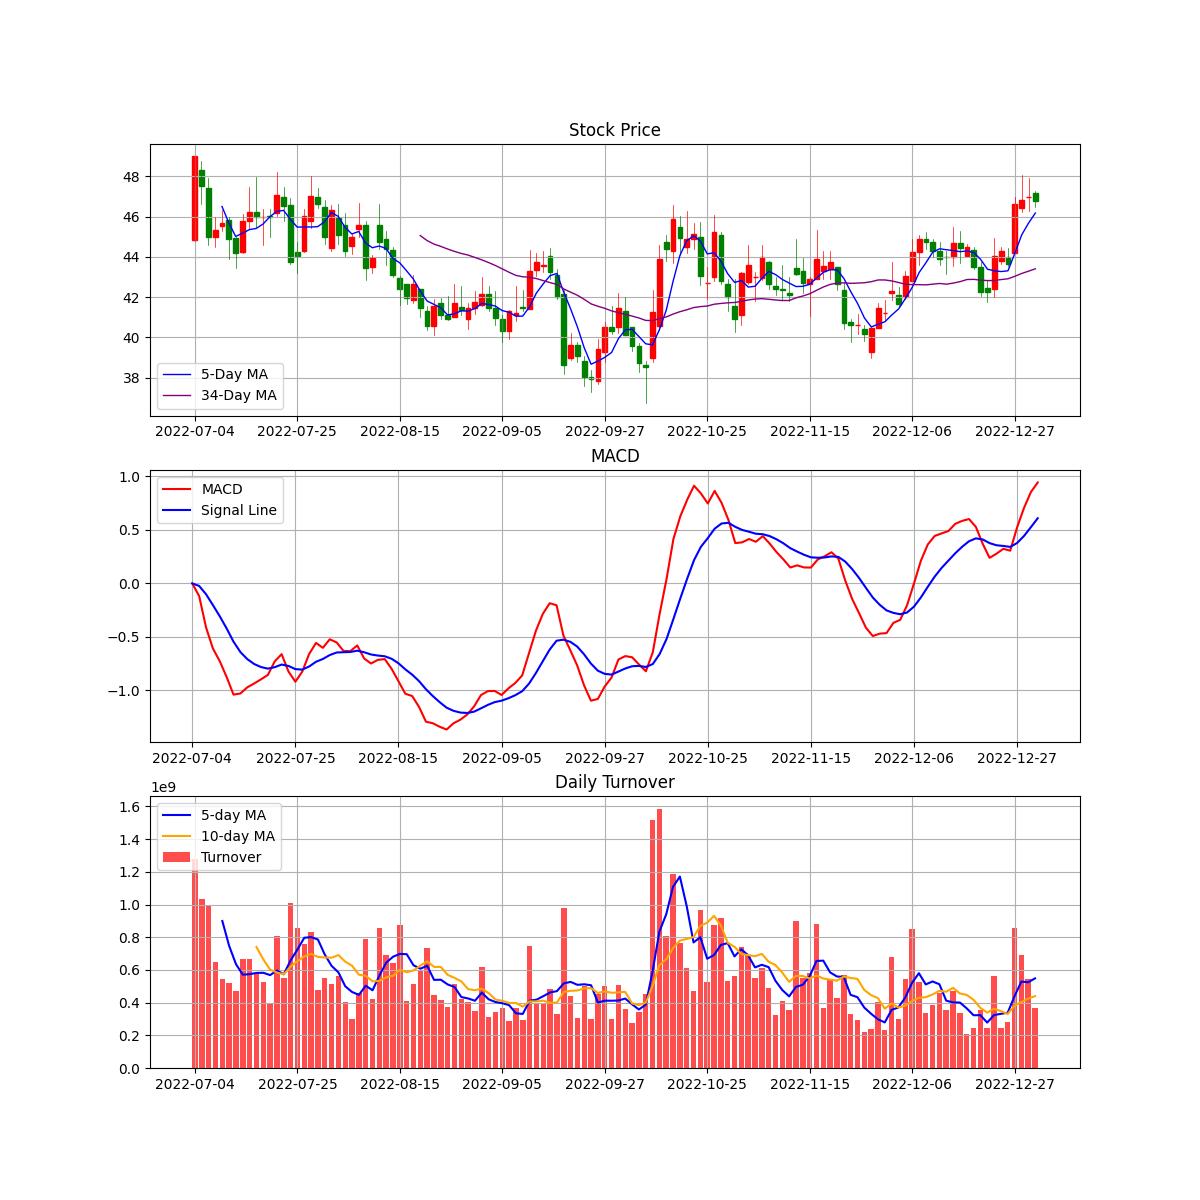 Stock Price
48
46
44
42
40
38
5-Day MA
34-Day MA
2022-07-04 2022-07-25 2022-08-15 2022-09-05 2022-09-27 2022-10-25 2022-11-15 2022-12-06 2022-12-27
MACD
1.0
0.5
0.0
−0.5
−1.0
MACD
Signal Line
2022-07-04 2022-07-25 2022-08-15 2022-09-05 2022-09-27 2022-10-25 2022-11-15 2022-12-06 2022-12-27
Daily Turnover
1e9
1.6
1.4
1.2
1.0
0.8
0.6
0.4
0.2
0.0
5-day MA
10-day MA
Turnover
2022-07-04 2022-07-25 2022-08-15 2022-09-05 2022-09-27 2022-10-25 2022-11-15 2022-12-06 2022-12-27